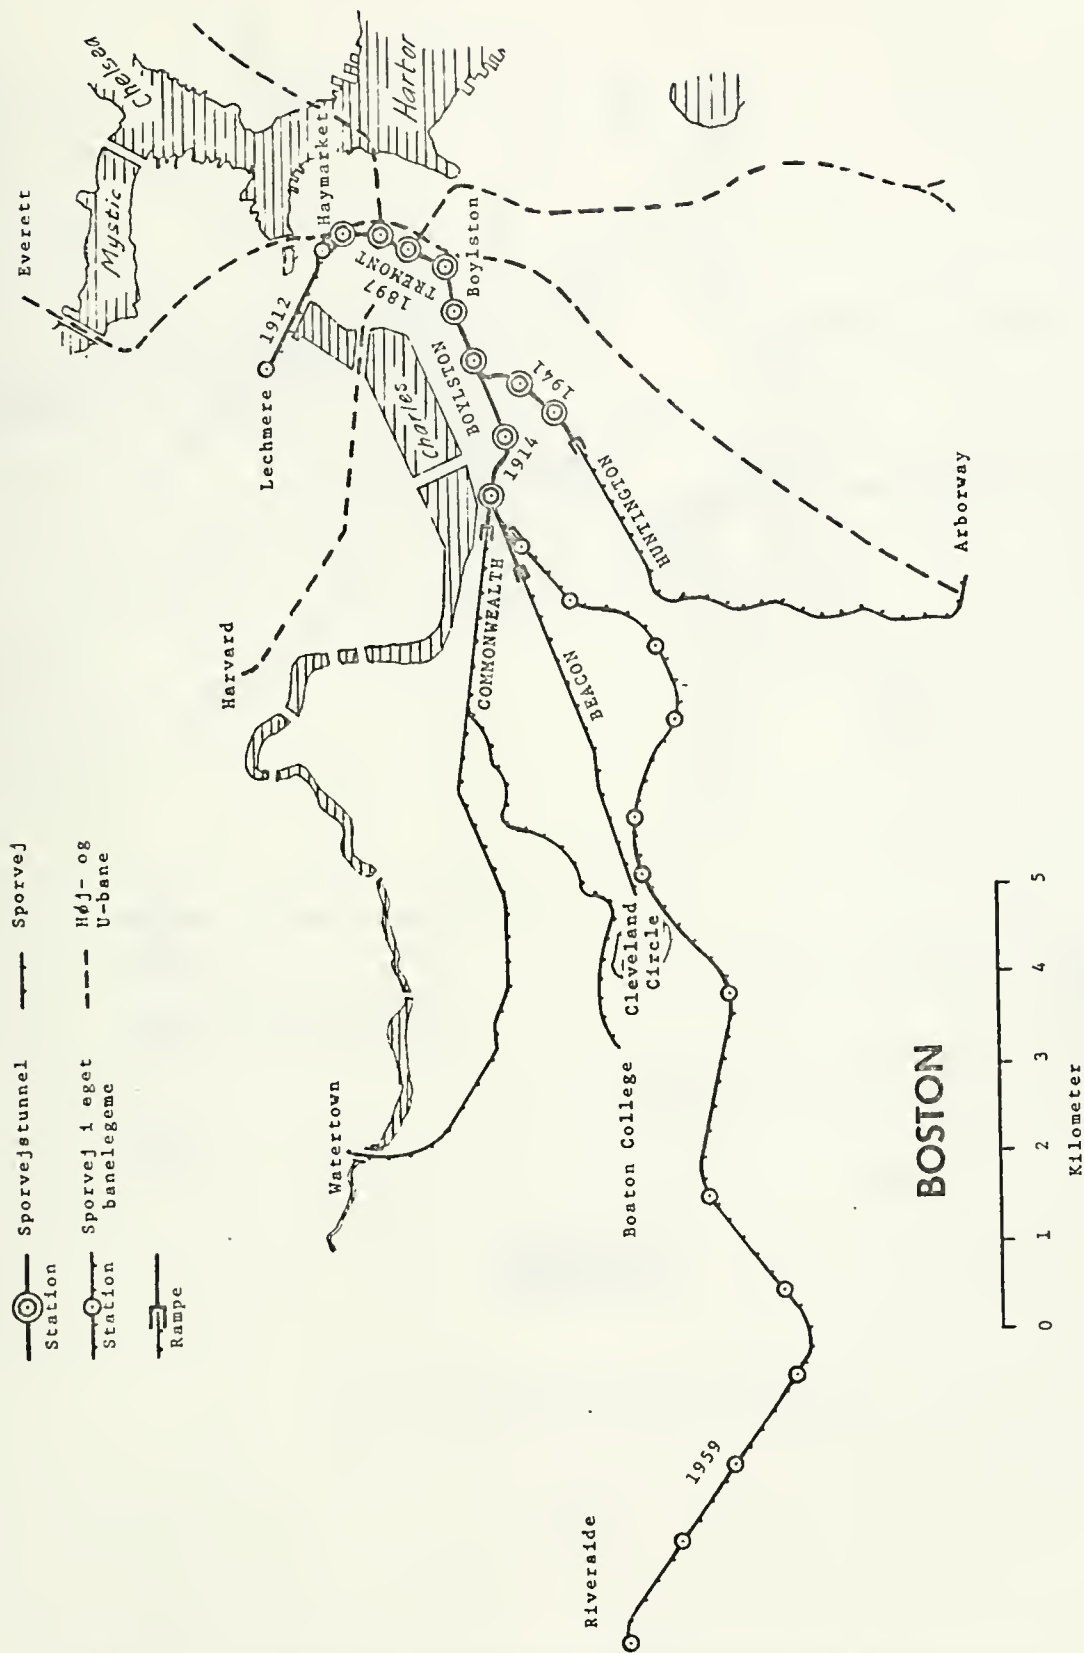 Sporvejstunnel
Station
Sporvej i eget
banelegeme
Station
Rampe
Sporvej
Høj- og
U-bane
Everett
Chelsea
Mystic
Harvard
Lechmere
1912
Haymarket
Hartor
Charles
TREMONT
1897
Boylston
BOYLSTON
1914
1941
Watertown
COMMONWEALTH
BEACON
HUNTINGTON
Arborway
Cleveland
Circle
Boston College
Riverside
1959
BOSTON
0 1 2 3 4 5
Kilometer